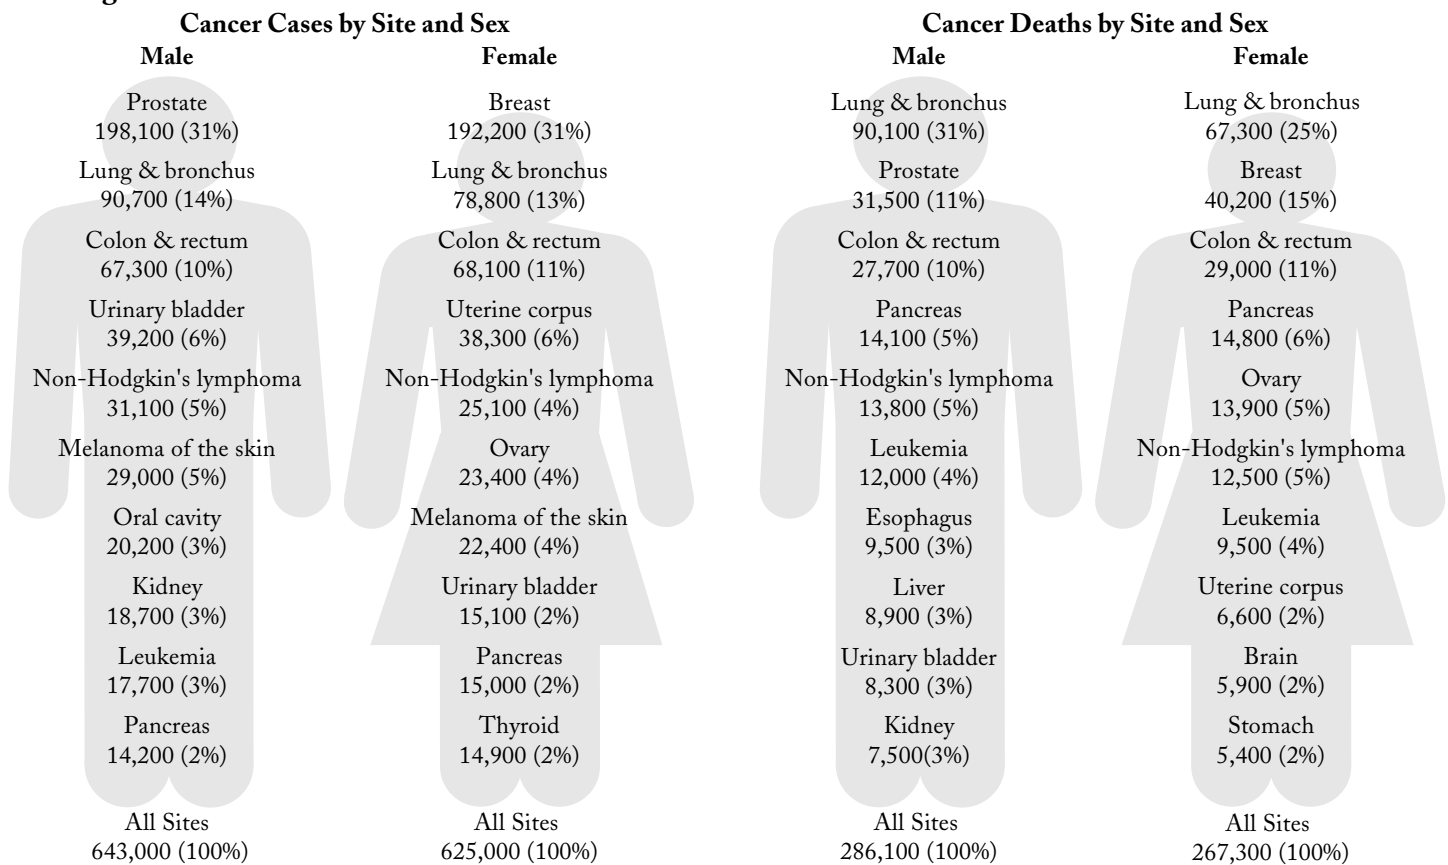 Cancer Cases by Site and Sex
Male
Prostate
198,100 (31%)
Lung & bronchus
90,700 (14%)
Colon & rectum
67,300 (10%)
Urinary bladder
39,200 (6%)
Non-Hodgkin's lymphoma
31,100 (5%)
Melanoma of the skin
29,000 (5%)
Oral cavity
20,200 (3%)
Kidney
18,700 (3%)
Leukemia
17,700 (3%)
Pancreas
14,200 (2%)
All Sites
643,000 (100%)
Female
Breast
192,200 (31%)
Lung & bronchus
78,800 (13%)
Colon & rectum
68,100 (11%)
Uterine corpus
38,300 (6%)
Non-Hodgkin's lymphoma
25,100 (4%)
Ovary
23,400 (4%)
Melanoma of the skin
22,400 (4%)
Urinary bladder
15,100 (2%)
Pancreas
15,000 (2%)
Thyroid
14,900 (2%)
All Sites
625,000 (100%)
Cancer Deaths by Site and Sex
Male
Lung & bronchus
90,100 (31%)
Prostate
31,500 (11%)
Colon & rectum
27,700 (10%)
Pancreas
14,100 (5%)
Non-Hodgkin's lymphoma
13,800 (5%)
Leukemia
12,000 (4%)
Esophagus
9,500 (3%)
Liver
8,900 (3%)
Urinary bladder
8,300 (3%)
Kidney
7,500(3%)
All Sites
286,100 (100%)
Female
Lung & bronchus
67,300 (25%)
Breast
40,200 (15%)
Colon & rectum
29,000 (11%)
Pancreas
14,800 (6%)
Ovary
13,900 (5%)
Non-Hodgkin's lymphoma
12,500 (5%)
Leukemia
9,500 (4%)
Uterine corpus
6,600 (2%)
Brain
5,900 (2%)
Stomach
5,400 (2%)
All Sites
267,300 (100%)